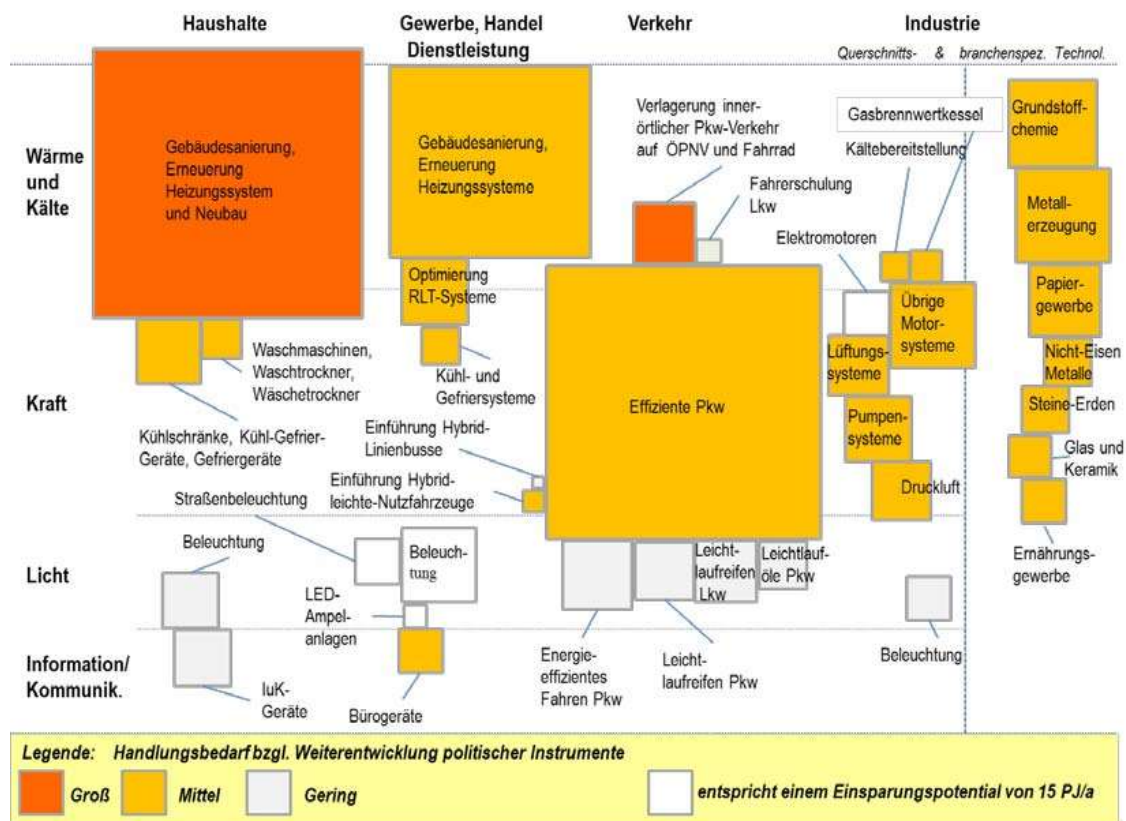 Haushalte
Gewerbe, Handel
Dienstleistung
Verkehr
Industrie
Querschnitts- & branchenspez. Technol.
Wärme
und
Kälte
Gebäudesanierung,
Erneuerung
Heizungssystem
und Neubau
Gebäudesanierung,
Erneuerung
Heizungssysteme
Verlagerung inner-
örtlicher Pkw-Verkehr
auf ÖPNV und Fahrrad
Fahrerschulung
Lkw
Gasbrennwertkessel
Kältebereitstellung
Elektromotoren
Grundstoff-
chemie
Metall-
erzeugung
Optimierung
RLT-Systeme
Übrige
Motor-
systeme
Papier-
gewerbe
Kraft
Waschmaschinen,
Waschtrockner,
Wäschetrockner
Kühl- und
Gefriersysteme
Kühlschränke, Kühl-Gefrier-
Geräte, Gefriergeräte
Einführung Hybrid-
Linienbusse
Einführung Hybrid-
leichte-Nutzfahrzeuge
Effiziente Pkw
Lüftungs-
systeme
Pumpen-
systeme
Druckluft
Nicht-Eisen
Metalle
Steine-Erden
Glas und
Keramik
Ernährungs-
gewerbe
Straßenbeleuchtung
Licht
Beleuchtung
Beleuch-
tung
LED-
Ampel-
anlagen
Leicht-
laufreifen
Lkw
Leichtlauf-
öle Pkw
Information/
Kommunik.
IuK-
Geräte
Bürogeräte
Energie-
effizientes
Fahren Pkw
Leicht-
laufreifen Pkw
Beleuchtung
Legende: Handlungsbedarf bzgl. Weiterentwicklung politischer Instrumente
Groß
Mittel
Gering
entspricht einem Einsparungspotential von 15 PJ/a